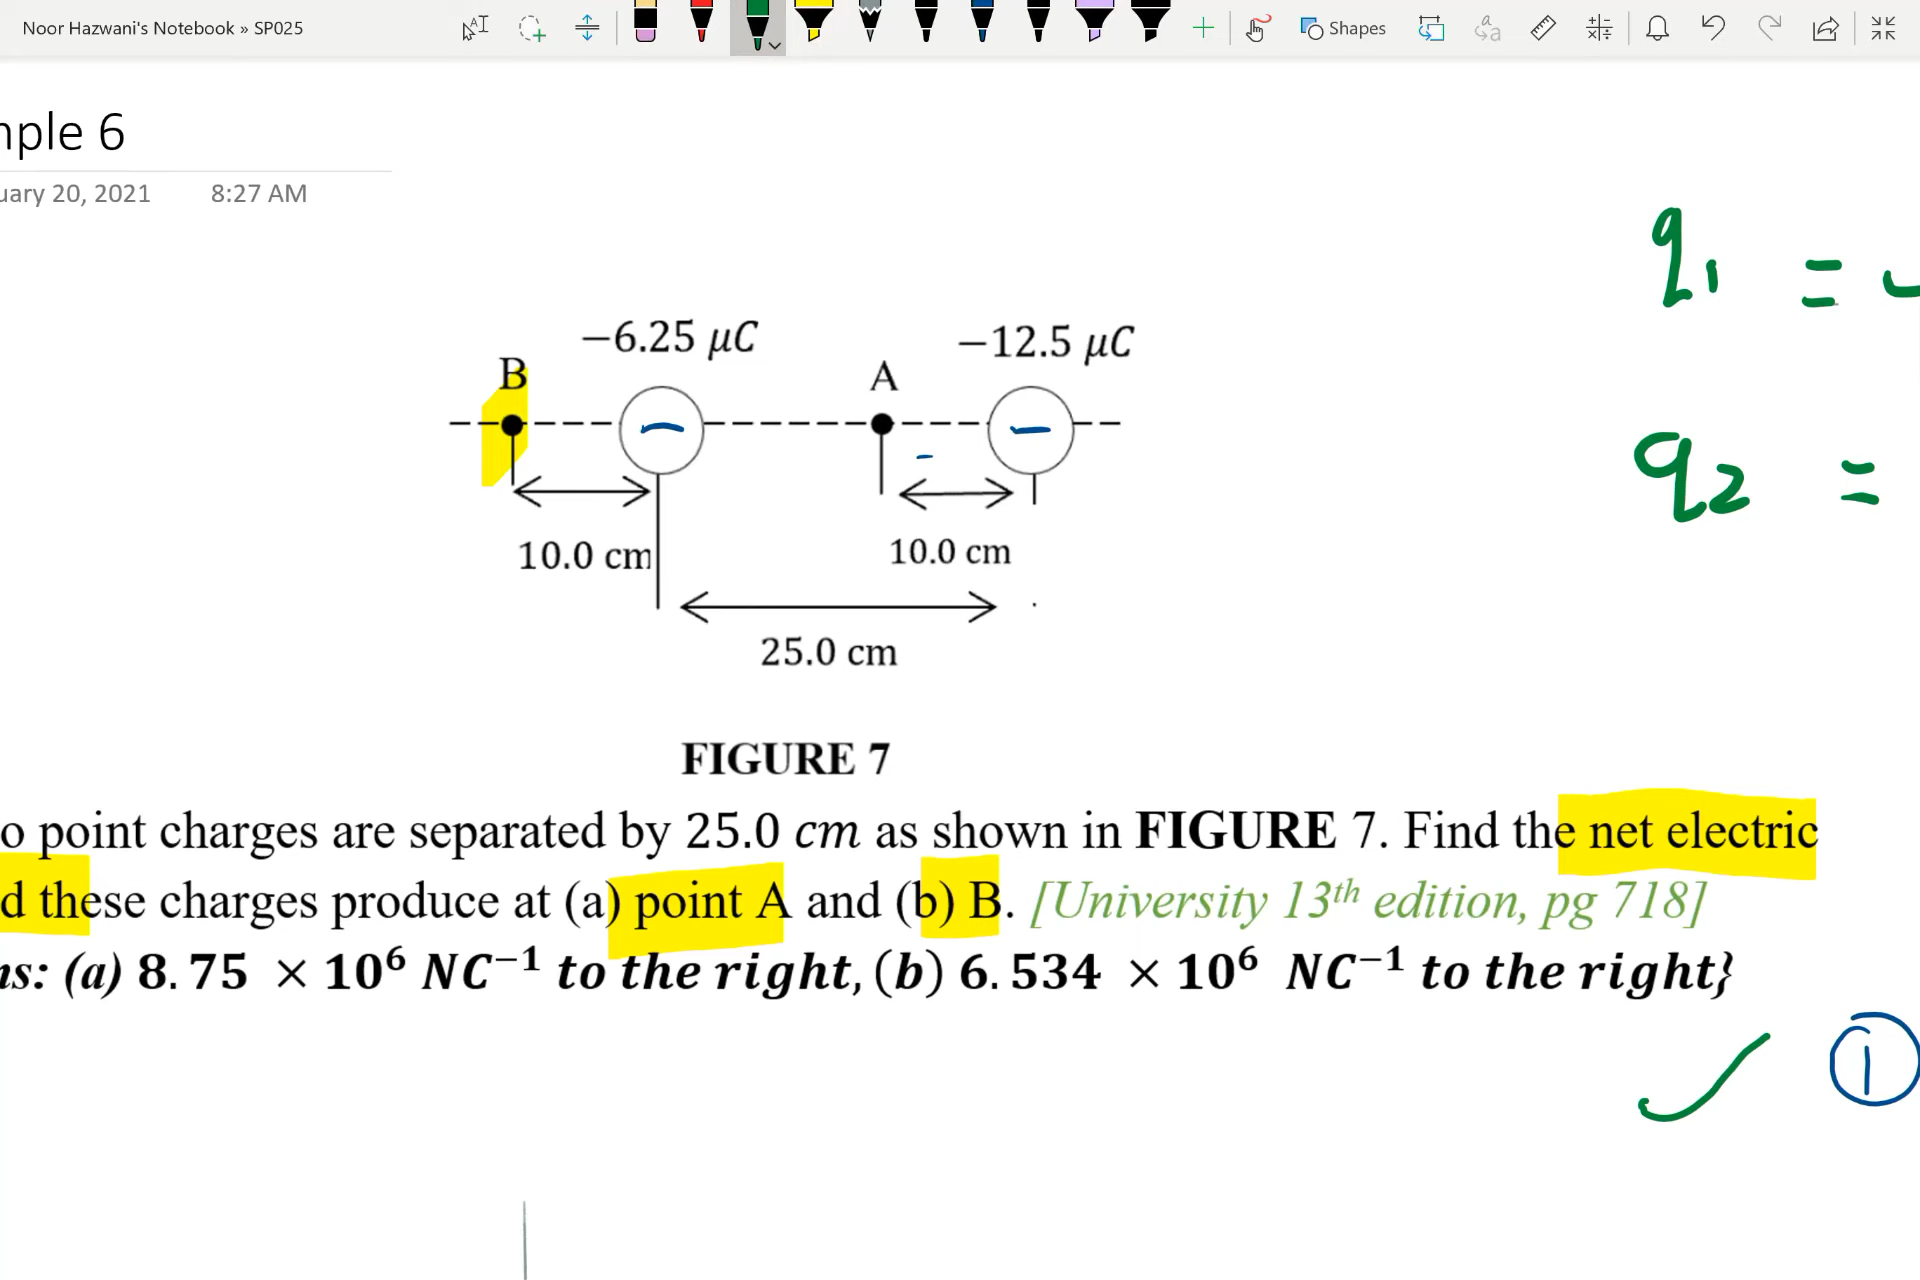 Noor Hazwani's Notebook » SP025
Shapes
mple 6
uary 20, 2021 8:27 AM
q1 =
−6.25 μC
−12.5 μC
B
A
q2 =
10.0 cm
10.0 cm
25.0 cm
FIGURE 7
o point charges are separated by 25.0 cm as shown in FIGURE 7. Find the net electric
d these charges produce at (a) point A and (b) B. [University 13th edition, pg 718]
ns: (a) 8.75 × 10⁶ NC⁻¹ to the right, (b) 6.534 × 10⁶ NC⁻¹ to the right}
1